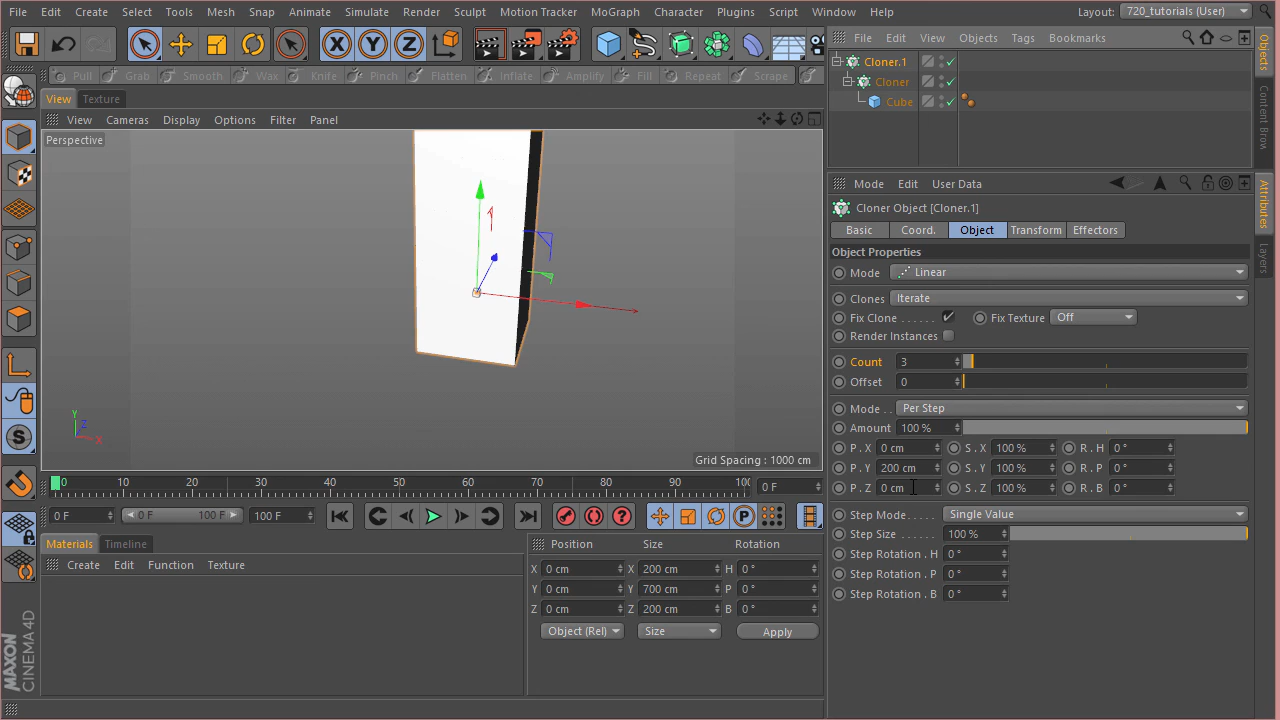 File Edit Create Select Tools Mesh Snap Animate Simulate Render Sculpt Motion Tracker MoGraph Character Plugins Script Window Help Layout: 720_tutorials (User)
X Y Z
File Edit View Objects Tags Bookmarks
Pull Grab Smooth Wax Knife Pinch Flatten Inflate Amplify Fill Repeat Scrape
Cloner.1
Cloner
Cube
View Texture
View Cameras Display Options Filter Panel
Perspective
Y
Z
X
Grid Spacing : 1000 cm
Objects
Content Brow
Attributes
Layers
Mode Edit User Data
Cloner Object [Cloner.1]
Basic Coord. Object Transform Effectors
Object Properties
Mode Linear
Clones Iterate
Fix Clone ...... Fix Texture Off
Render Instances
Count 3
Offset 0
Mode .. Per Step
Amount 100 %
P . X 0 cm S . X 100 % R . H 0 °
P . Y 200 cm S . Y 100 % R . P 0 °
P . Z 0 cm S . Z 100 % R . B 0 °
Step Mode ..... Single Value
Step Size ...... 100 %
Step Rotation . H 0 °
Step Rotation . P 0 °
Step Rotation . B 0 °
0 10 20 30 40 50 60 70 80 90 100 0 F
0 F 0 F 100 F 100 F
Materials Timeline
Create Edit Function Texture
Position Size Rotation
X 0 cm X 200 cm H 0 °
Y 0 cm Y 700 cm P 0 °
Z 0 cm Z 200 cm B 0 °
Object (Rel) Size Apply
MAXON
CINEMA 4D